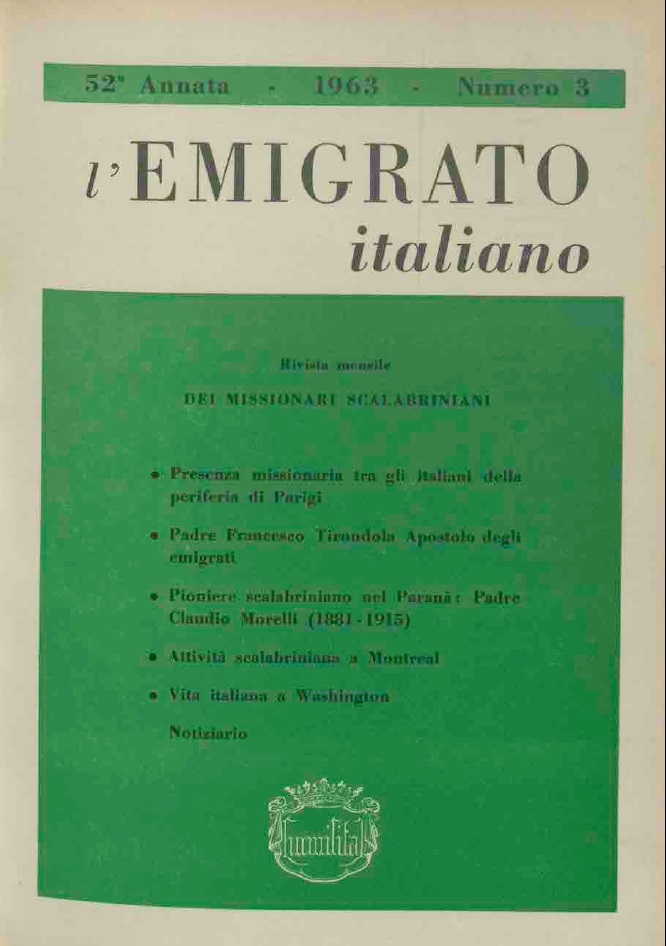 52ª Annata - 1963 - Numero 3
l'EMIGRATO
italiano
Rivista mensile
DEI MISSIONARI SCALABRINIANI
• Presenza missionaria tra gli italiani della
periferia di Parigi
• Padre Francesco Tirondola Apostolo degli
emigrati
• Pioniere scalabriniano nel Paranà: Padre
Claudio Morelli (1881-1915)
• Attività scalabriniana a Montreal
• Vita italiana a Washington
Notiziario
humilitas